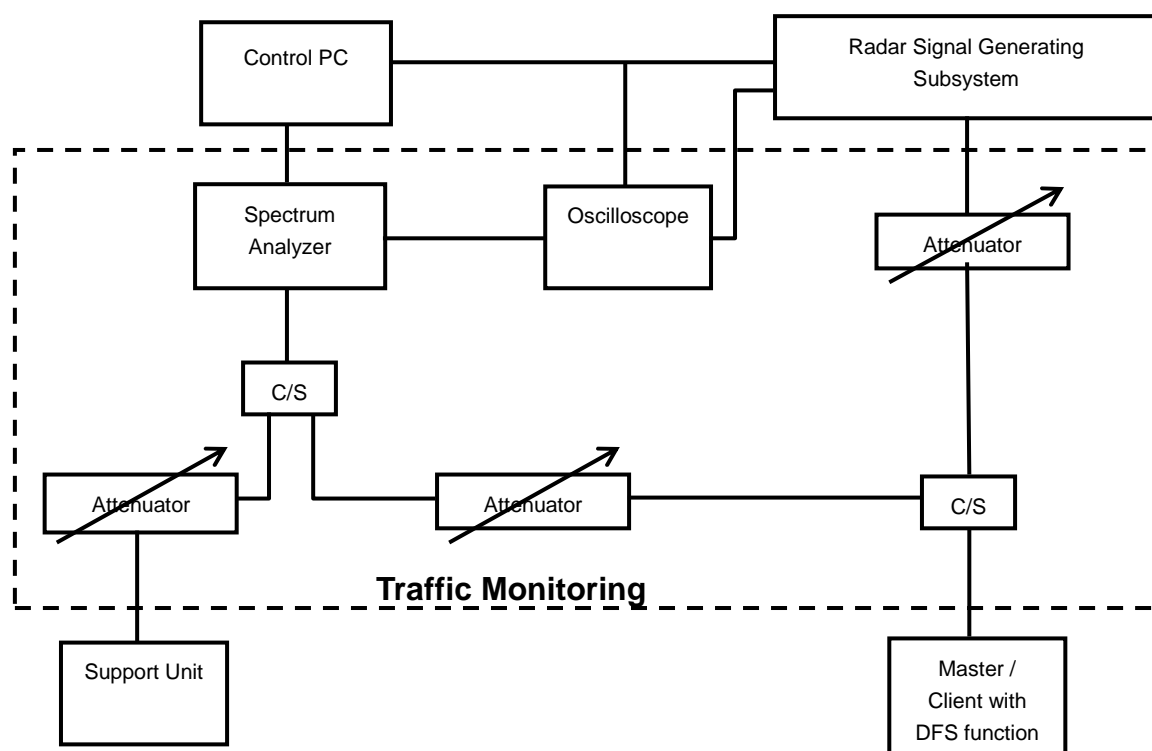 Control PC
Radar Signal Generating
Subsystem
Spectrum
Analyzer
Oscilloscope
Attenuator
C/S
Attenuator
Attenuator
C/S
Traffic Monitoring
Support Unit
Master /
Client with
DFS function